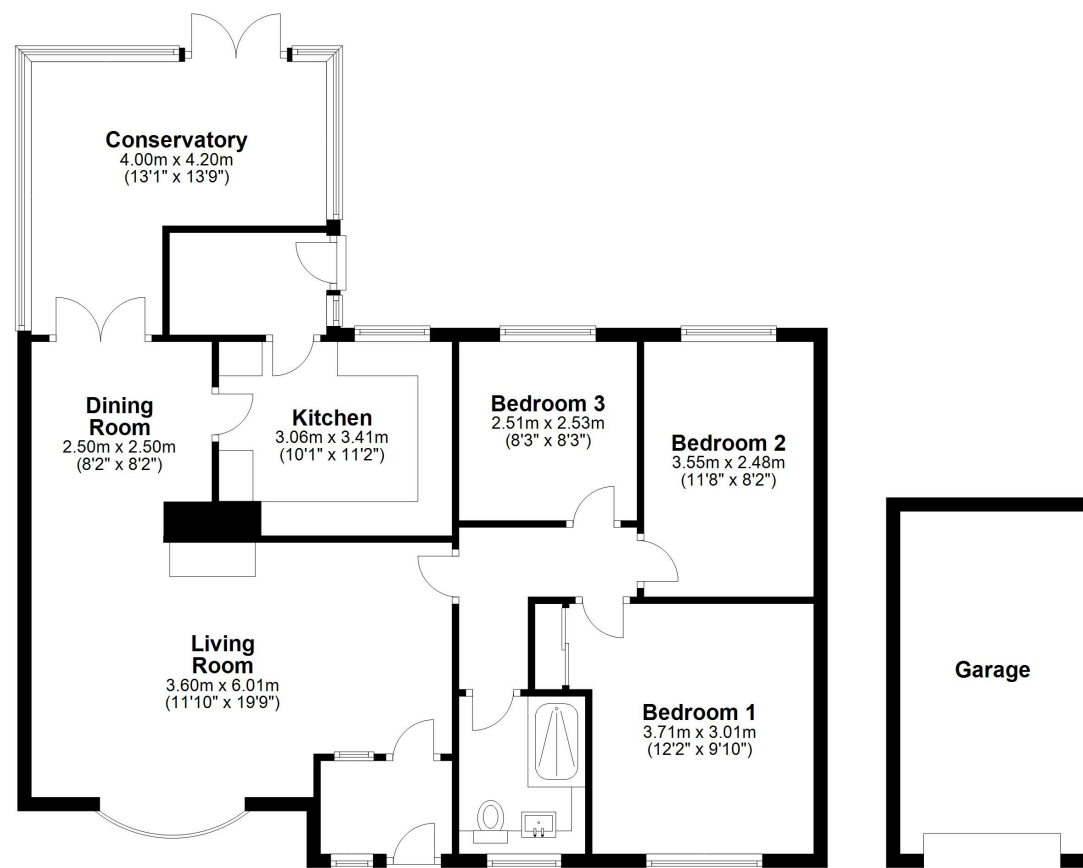 Conservatory
4.00m x 4.20m
(13'1" x 13'9")
Dining
Room
2.50m x 2.50m
(8'2" x 8'2")
Kitchen
3.06m x 3.41m
(10'1" x 11'2")
Bedroom 3
2.51m x 2.53m
(8'3" x 8'3")
Bedroom 2
3.55m x 2.48m
(11'8" x 8'2")
Living
Room
3.60m x 6.01m
(11'10" x 19'9")
Bedroom 1
3.71m x 3.01m
(12'2" x 9'10")
Garage